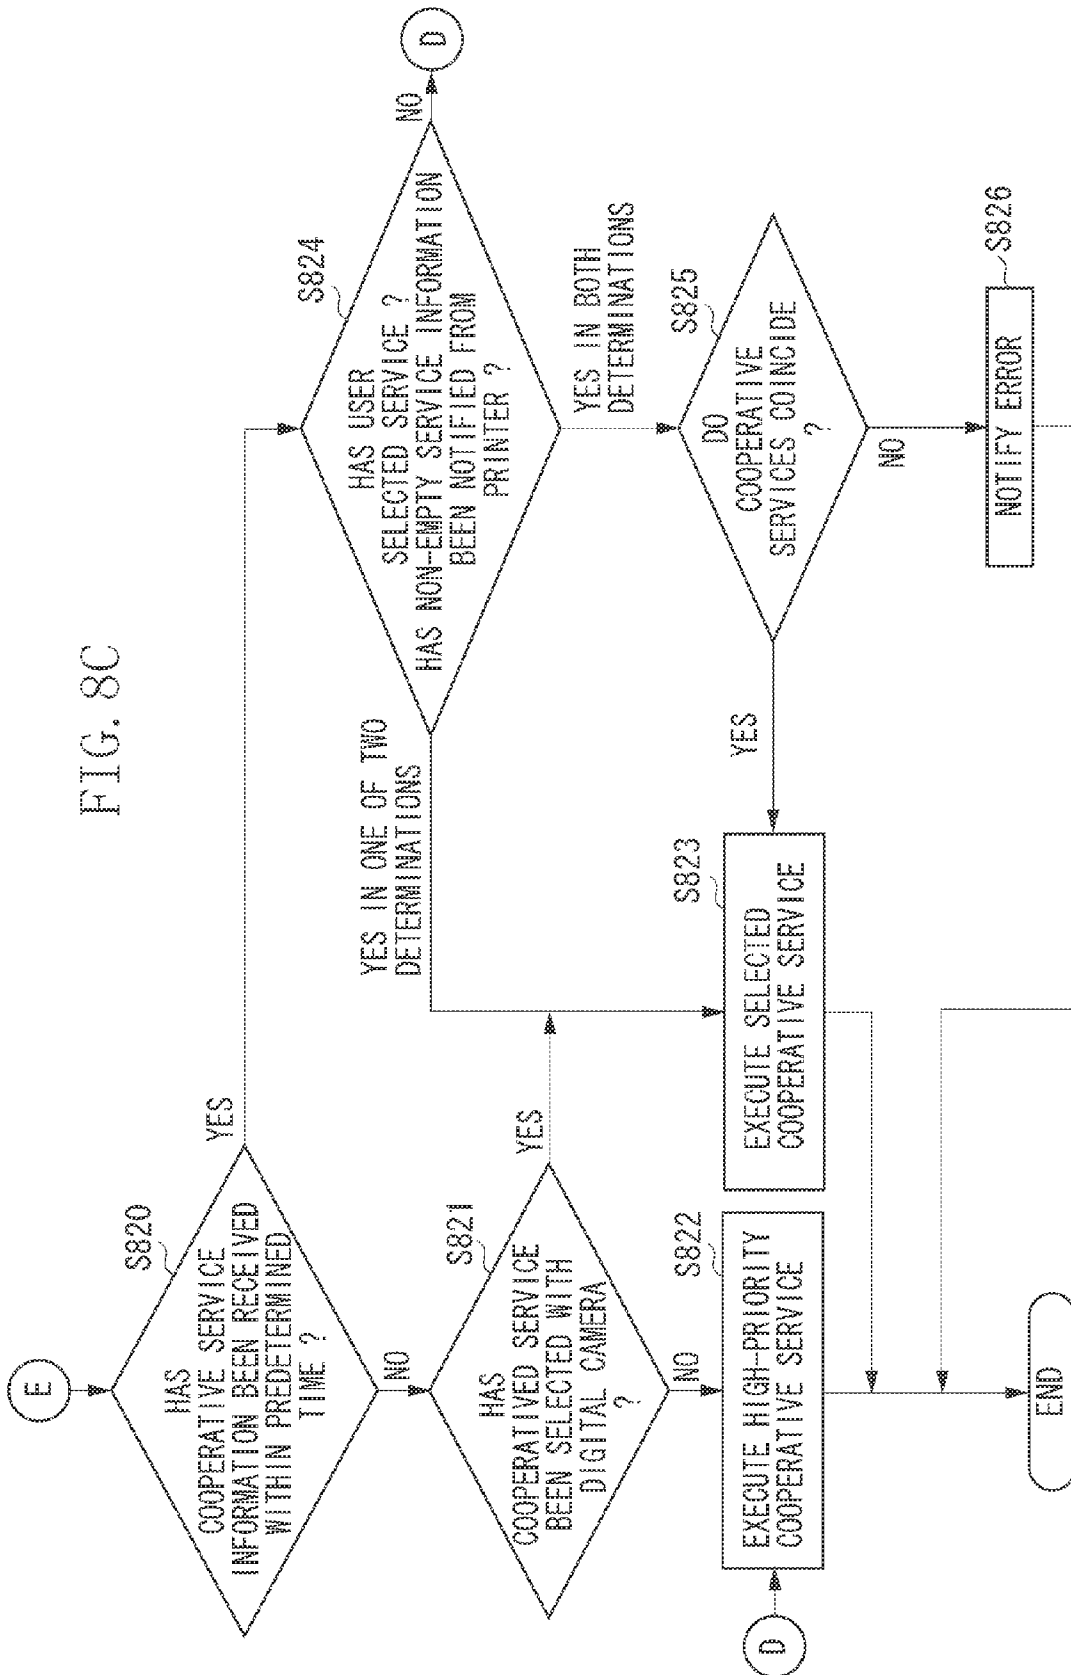 FIG. 8C
E
S820
HAS
COOPERATIVE SERVICE
INFORMATION BEEN RECEIVED
WITHIN PREDETERMINED
TIME ?
YES
NO
S821
HAS
COOPERATIVED SERVICE
BEEN SELECTED WITH
DIGITAL CAMERA
?
YES
NO
D
S822
EXECUTE HIGH-PRIORITY
COOPERATIVE SERVICE
END
S824
HAS USER
SELECTED SERVICE ?
HAS NON-EMPTY SERVICE INFORMATION
BEEN NOTIFIED FROM
PRINTER ?
NO
D
YES IN ONE OF TWO
DETERMINATIONS
YES IN BOTH
DETERMINATIONS
S823
EXECUTE SELECTED
COOPERATIVE SERVICE
S825
DO
COOPERATIVE
SERVICES COINCIDE
?
YES
NO
S826
NOTIFY ERROR